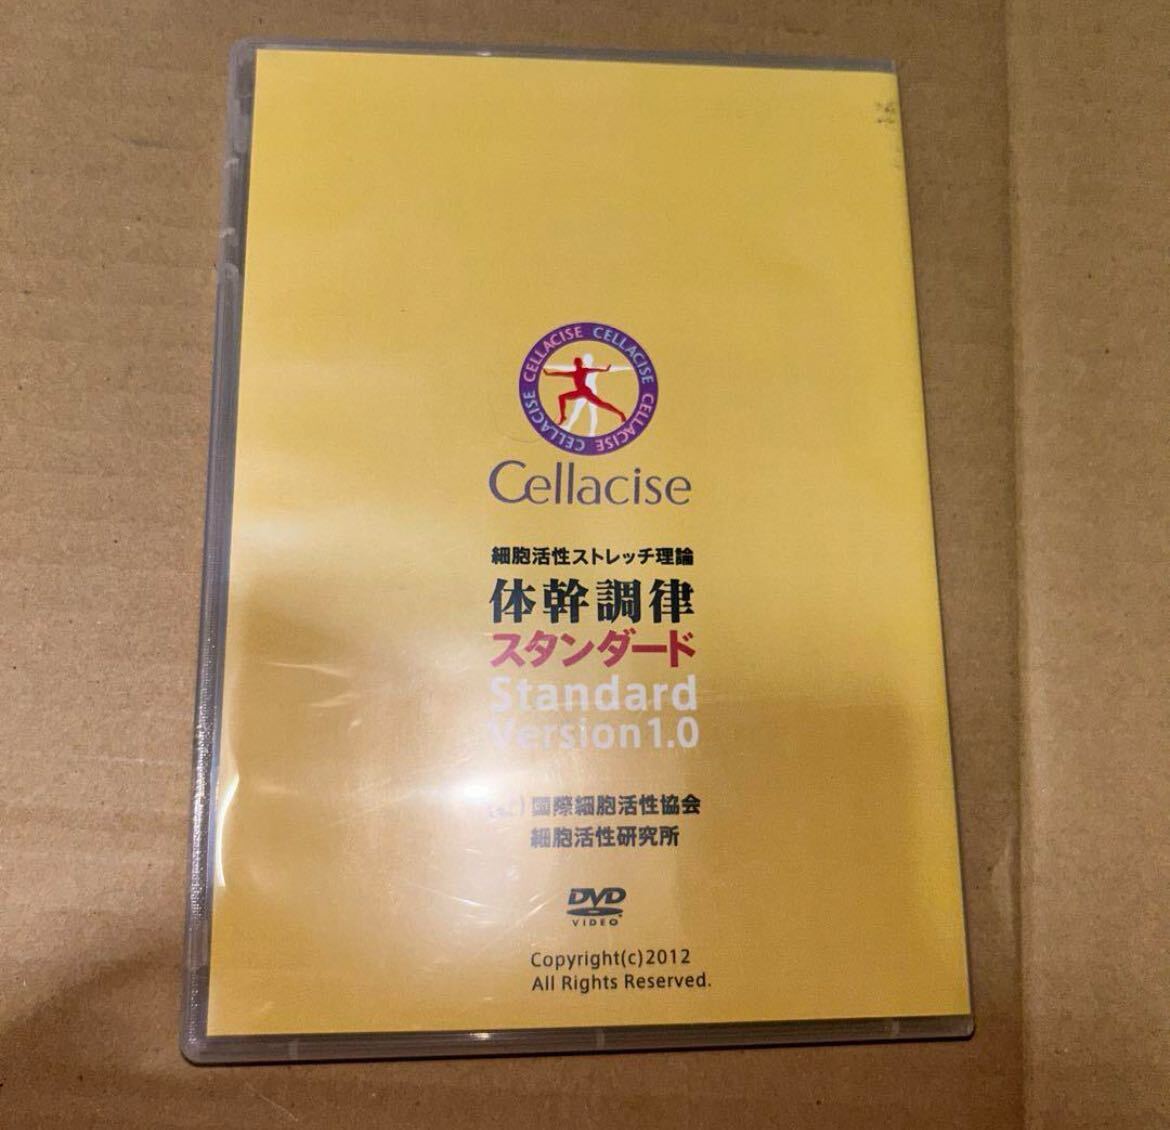 CELLACISE CELLACISE CELLACISE CELLACISE CELLACISE
Cellacise
細胞活性ストレッチ理論
体幹調律
スタンダード
Standard
Version1.0
国際細胞活性協会
細胞活性研究所
DVD
VIDEO
Copyright(c)2012
All Rights Reserved.